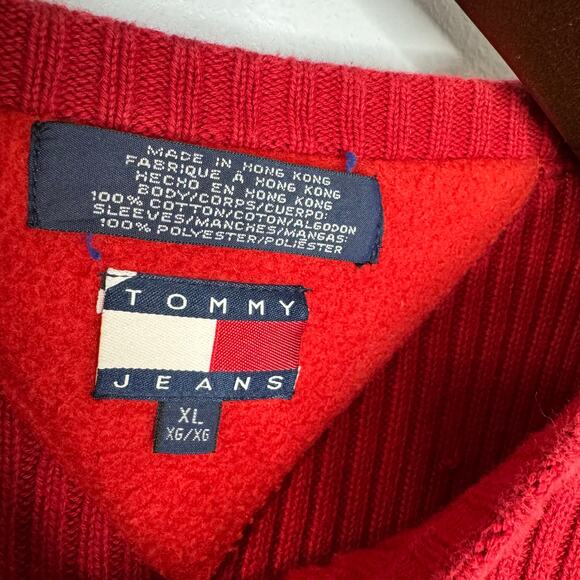 MADE IN HONG KONG
FABRIQUE À HONG KONG
HECHO EN HONG KONG
BODY/CORPS/CUERPO:
100% COTTON/COTON/ALGODON
SLEEVES/MANCHES/MANGAS:
100% POLYESTER/POLIÉSTER
TOMMY
JEANS
XL
XG/XG